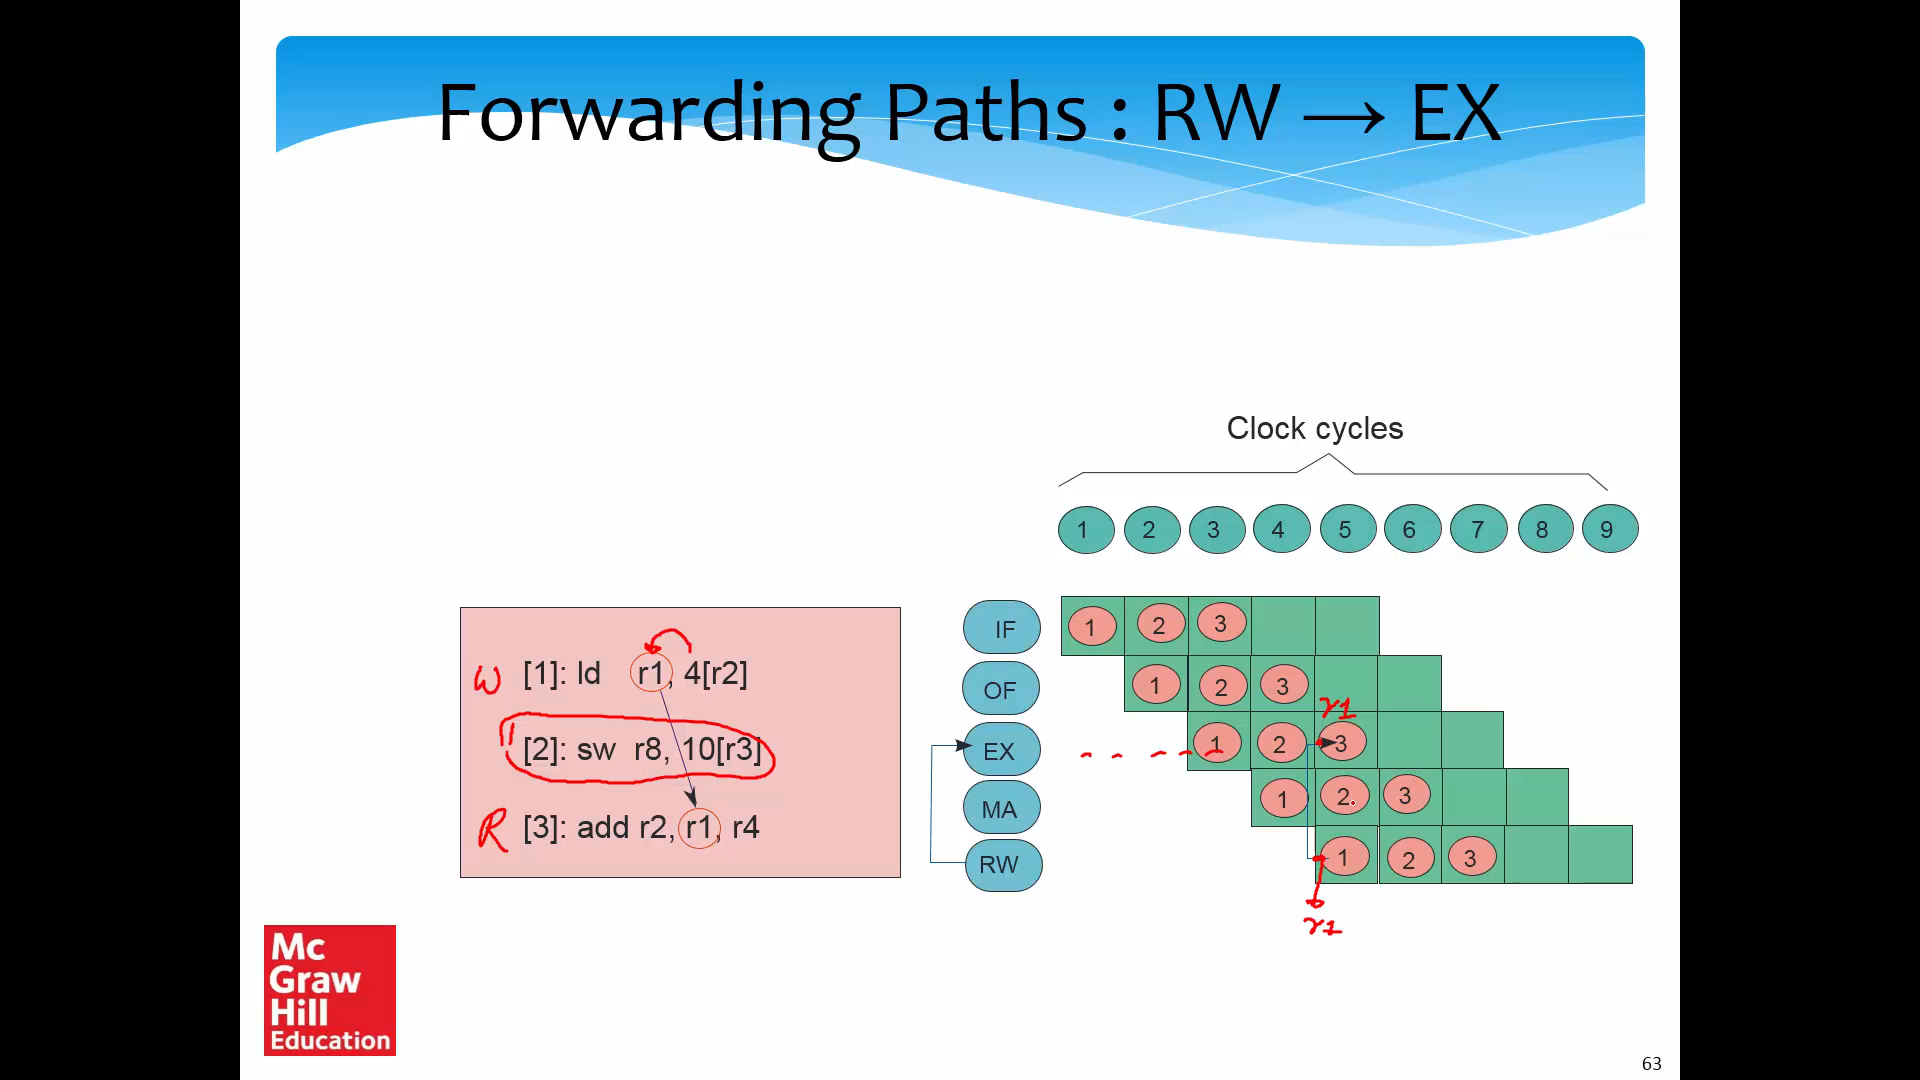 Forwarding Paths : RW → EX
Clock cycles
1 2 3 4 5 6 7 8 9
W [1]: ld r1, 4[r2]
[2]: sw r8, 10[r3]
R [3]: add r2, r1, r4
IF 1 2 3
OF 1 2 3
r1
EX 1 2 3
MA 1 2 3
RW 1 2 3
r1
Mc
Graw
Hill
Education
63